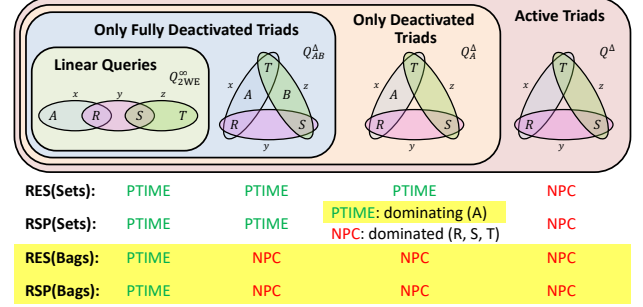 Only Fully Deactivated Triads
Only Deactivated Triads
Active Triads
Linear Queries
Q^∞_2WE
Q^Δ_AB
Q^Δ_A
Q^Δ
x y z
A R S T
x T z
A B
R S
y
x T z
A
R S
y
x T z
R S
y
RES(Sets): PTIME PTIME PTIME NPC
RSP(Sets): PTIME PTIME PTIME: dominating (A) NPC
NPC: dominated (R, S, T)
RES(Bags): PTIME NPC NPC NPC
RSP(Bags): PTIME NPC NPC NPC